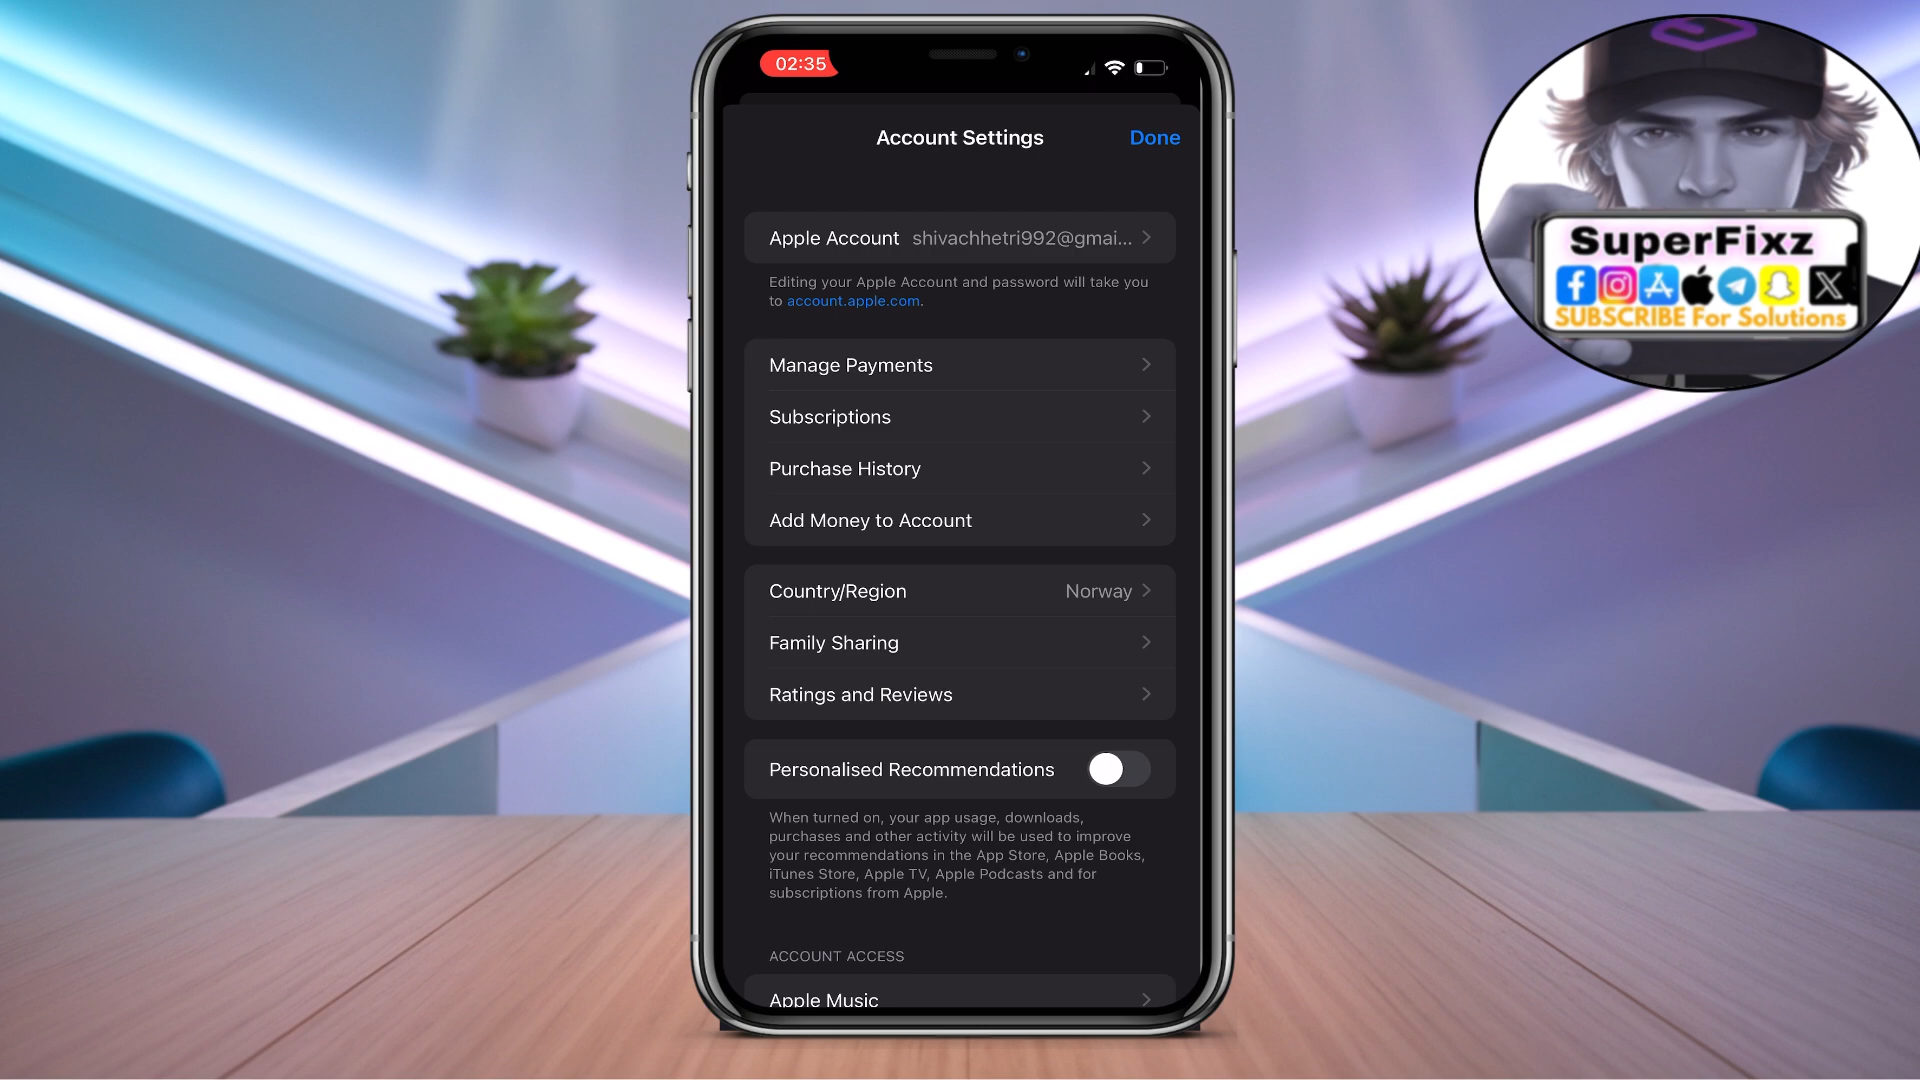 02:35
Account Settings
Done
Apple Account shivachhetri992@gmai...
Editing your Apple Account and password will take you
to account.apple.com.
Manage Payments
Subscriptions
Purchase History
Add Money to Account
Country/Region Norway
Family Sharing
Ratings and Reviews
Personalised Recommendations
When turned on, your app usage, downloads,
purchases and other activity will be used to improve
your recommendations in the App Store, Apple Books,
iTunes Store, Apple TV, Apple Podcasts and for
subscriptions from Apple.
ACCOUNT ACCESS
Apple Music
SuperFixz
SUBSCRIBE For Solutions